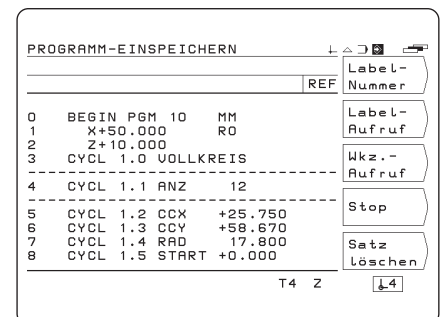 PROGRAMM-EINSPEICHERN
REF
Label-
Nummer
Label-
Aufruf
Wkz.-
Aufruf
Stop
Satz
löschen
0 BEGIN PGM 10 MM
1 X+50.000 R0
2 Z+10.000
3 CYCL 1.0 VOLLKREIS
4 CYCL 1.1 ANZ 12
5 CYCL 1.2 CCX +25.750
6 CYCL 1.3 CCY +58.670
7 CYCL 1.4 RAD 17.800
8 CYCL 1.5 START +0.000
T4 Z
4